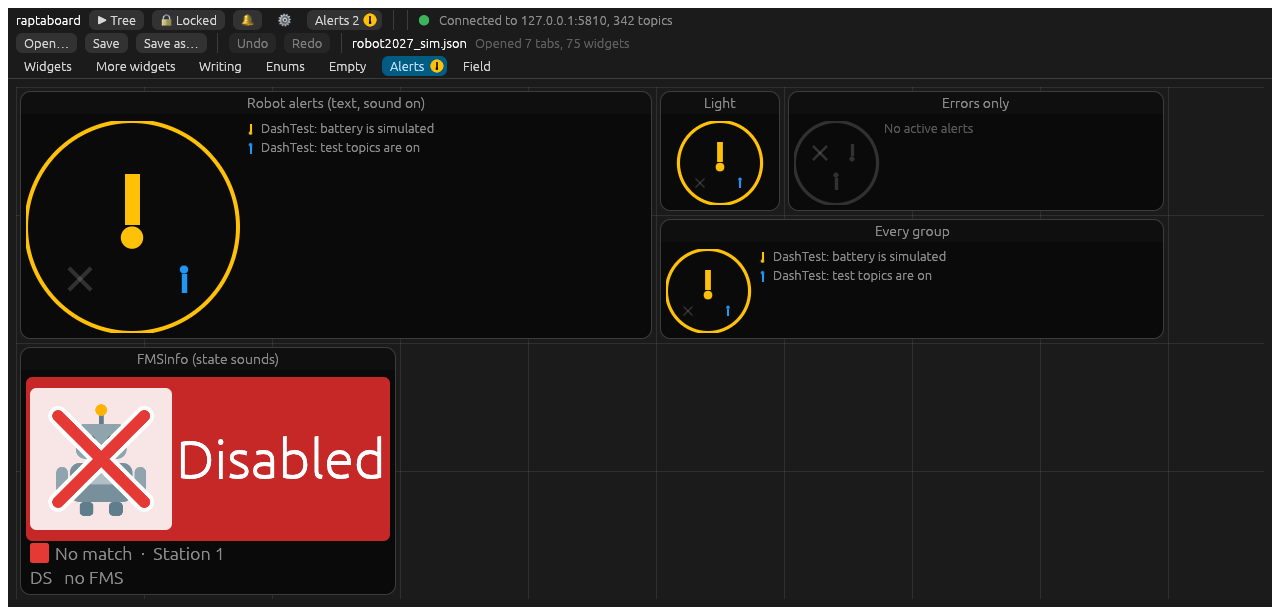 raptaboard ▶ Tree 🔒 Locked 🔔 ⚙ Alerts 2 Connected to 127.0.0.1:5810, 342 topics
Open… Save Save as… Undo Redo robot2027_sim.json Opened 7 tabs, 75 widgets
Widgets More widgets Writing Enums Empty Alerts Field
Robot alerts (text, sound on)
DashTest: battery is simulated
DashTest: test topics are on
Light
Errors only
No active alerts
Every group
DashTest: battery is simulated
DashTest: test topics are on
FMSInfo (state sounds)
Disabled
No match · Station 1
DS no FMS